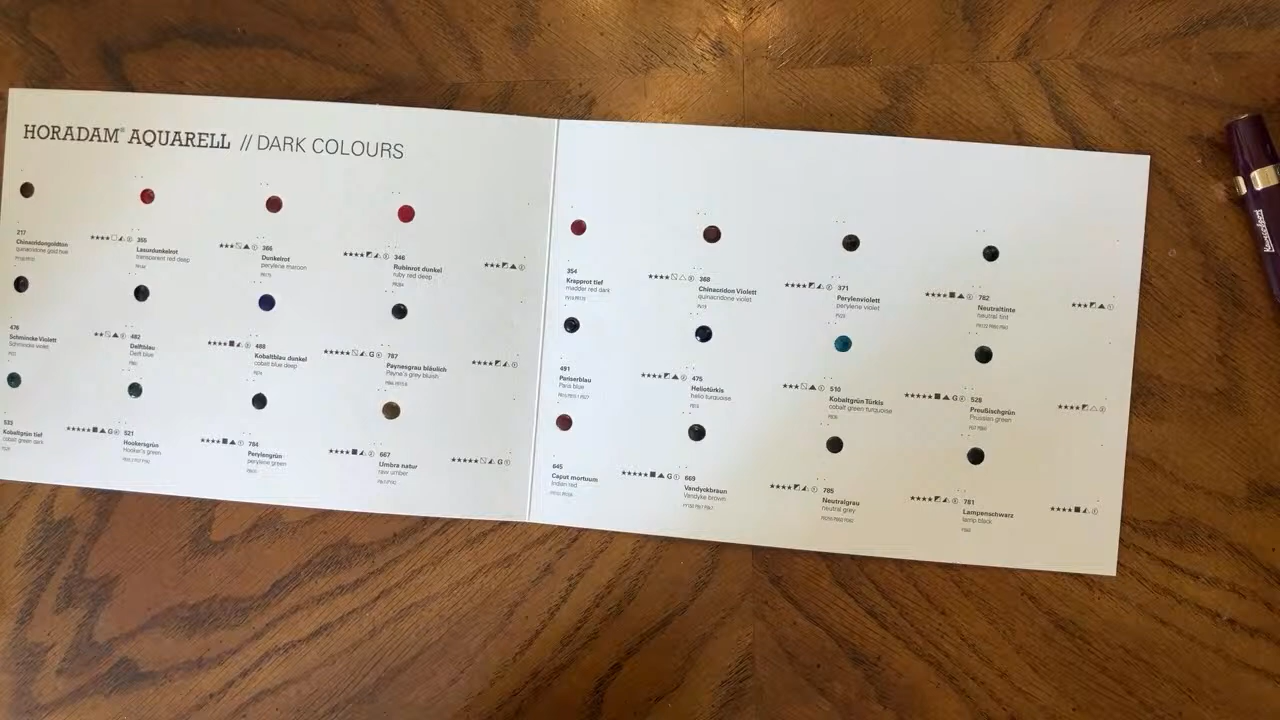 HORADAM® AQUARELL // DARK COLOURS
217
Chinacridongoldton
quinacridone gold hue
355
Lasurdunkelrot
transparent red deep
366
Dunkelrot
perylene maroon
346
Rubinrot dunkel
ruby red deep
354
Krapprot tief
madder red dark
368
Chinacridon Violett
quinacridone violet
371
Perylenviolett
perylene violet
782
Neutraltinte
neutral tint
476
Schmincke Violett
Schmincke violet
482
Delftblau
Delft blue
488
Kobaltblau dunkel
cobalt blue deep
787
Paynesgrau bläulich
Payne's grey bluish
491
Pariserblau
Paris blue
475
Heliotürkis
helio turquoise
510
Kobaltgrün Türkis
cobalt green turquoise
528
Preußischgrün
Prussian green
533
Kobaltgrün tief
cobalt green dark
521
Hookersgrün
Hooker's green
784
Perylengrün
perylene green
667
Umbra natur
raw umber
645
Caput mortuum
Indian red
669
Vandyckbraun
Vandyke brown
785
Neutralgrau
neutral grey
781
Lampenschwarz
lamp black